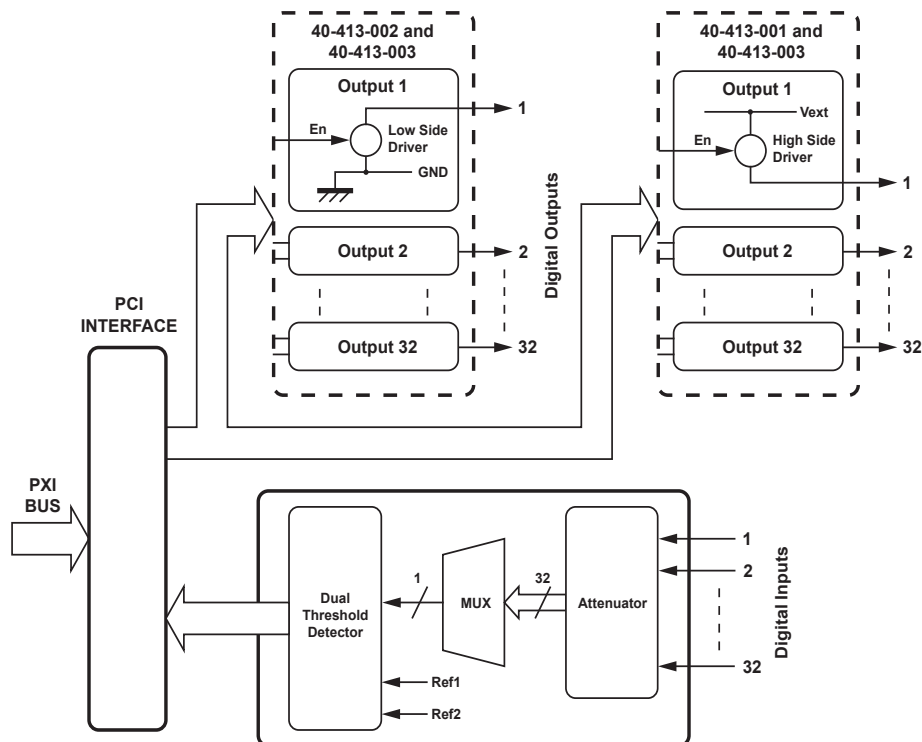 40-413-002 and
40-413-003
Output 1
En
Low Side
Driver
GND
1
Output 2
2
Output 32
32
Digital Outputs
40-413-001 and
40-413-003
Output 1
Vext
En
High Side
Driver
1
Output 2
2
Output 32
32
PCI
INTERFACE
PXI
BUS
Dual
Threshold
Detector
1
MUX
32
Attenuator
1
2
32
Digital Inputs
Ref1
Ref2